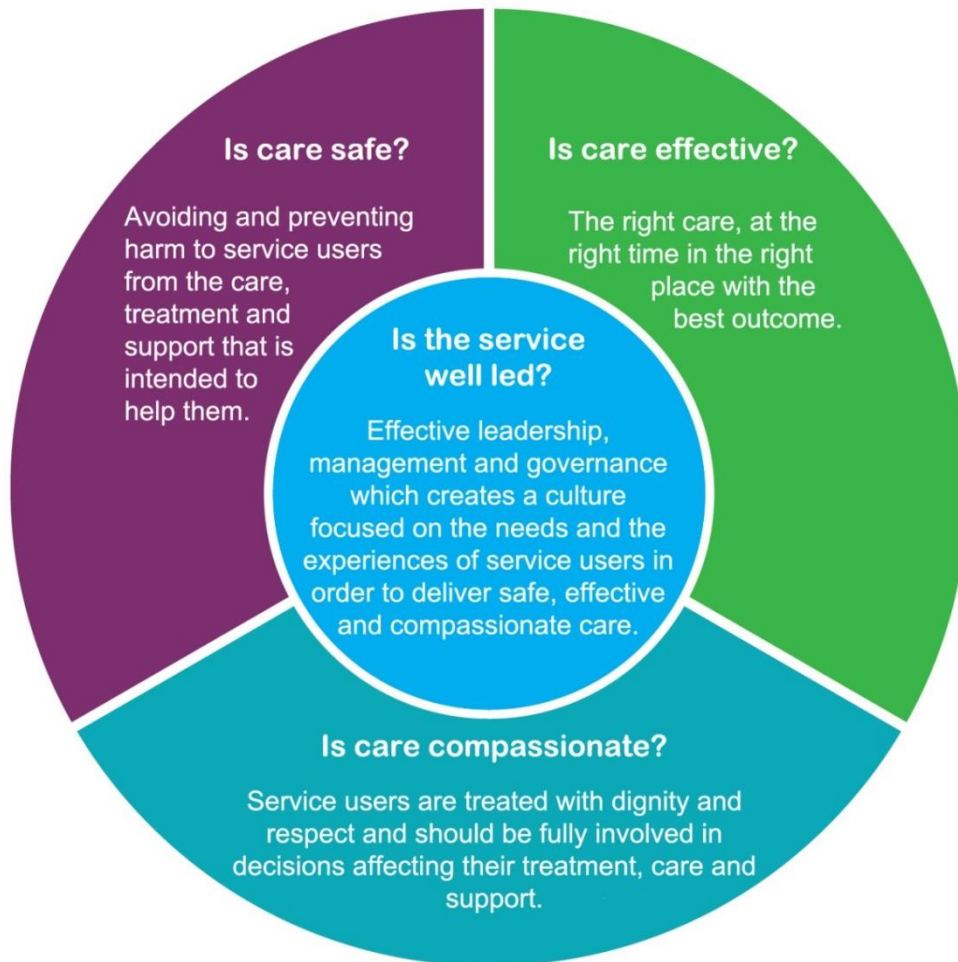 Is care safe?
Avoiding and preventing
harm to service users
from the care,
treatment and
support that is
intended to
help them.
Is care effective?
The right care, at the
right time in the right
place with the
best outcome.
Is the service
well led?
Effective leadership,
management and governance
which creates a culture
focused on the needs and the
experiences of service users in
order to deliver safe, effective
and compassionate care.
Is care compassionate?
Service users are treated with dignity and
respect and should be fully involved in
decisions affecting their treatment, care and
support.